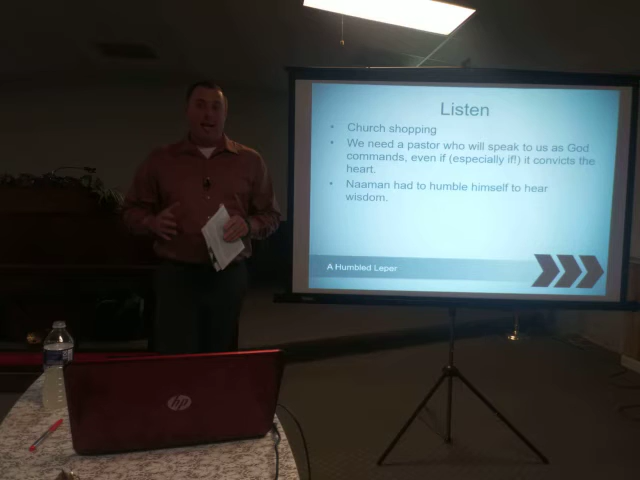 Listen
• Church shopping
• We need a pastor who will speak to us as God
commands, even if (especially if!) it convicts the
heart.
• Naaman had to humble himself to hear
wisdom.
A Humbled Leper
hp